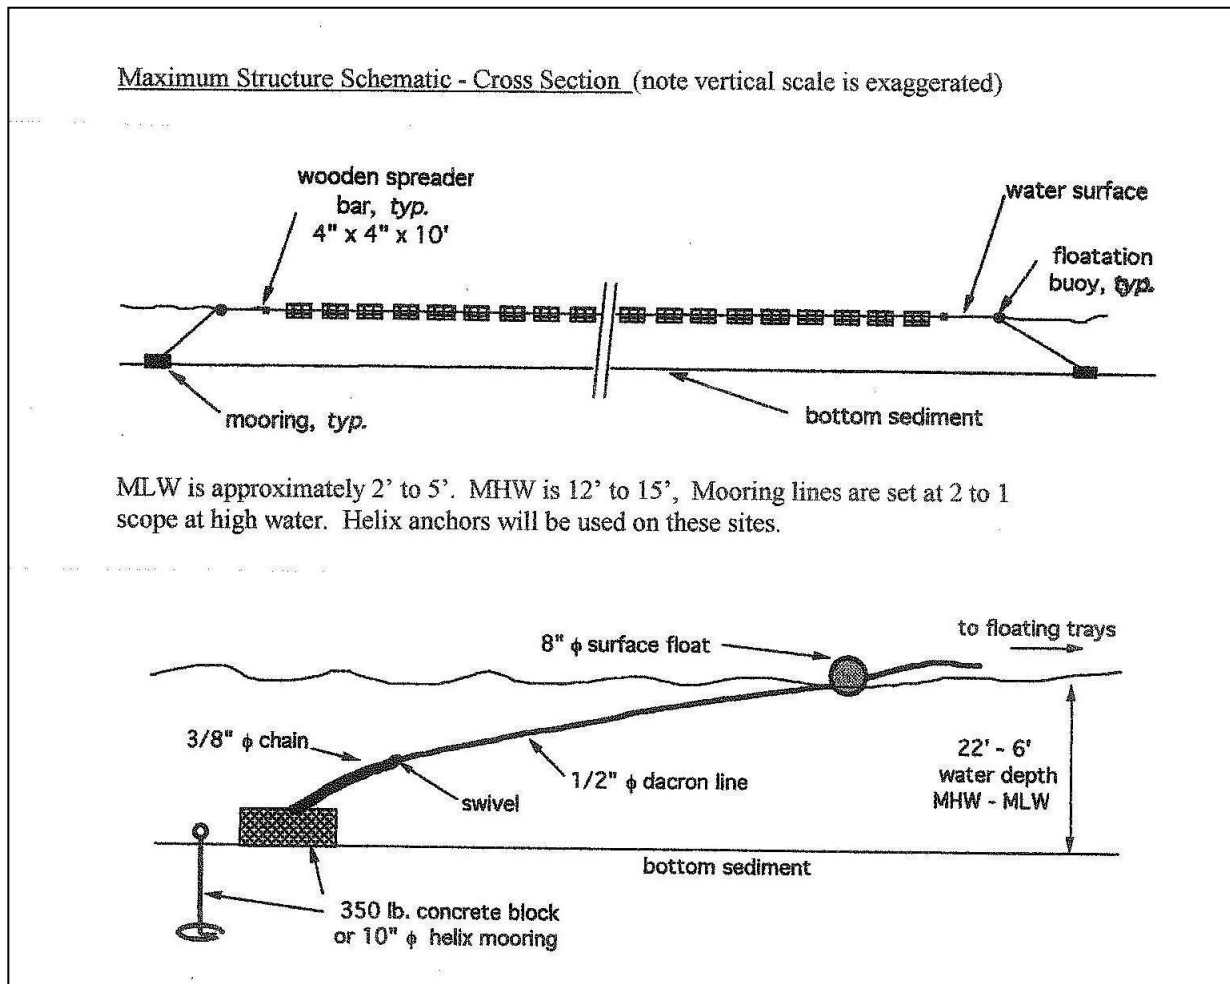 Maximum Structure Schematic - Cross Section (note vertical scale is exaggerated)
wooden spreader
bar, typ.
4" x 4" x 10'
water surface
floatation
buoy, typ.
mooring, typ.
bottom sediment
MLW is approximately 2’ to 5’. MHW is 12’ to 15’, Mooring lines are set at 2 to 1
scope at high water. Helix anchors will be used on these sites.
8" ϕ surface float
to floating trays
3/8" ϕ chain
swivel
1/2" ϕ dacron line
22' - 6'
water depth
MHW - MLW
bottom sediment
350 lb. concrete block
or 10" ϕ helix mooring